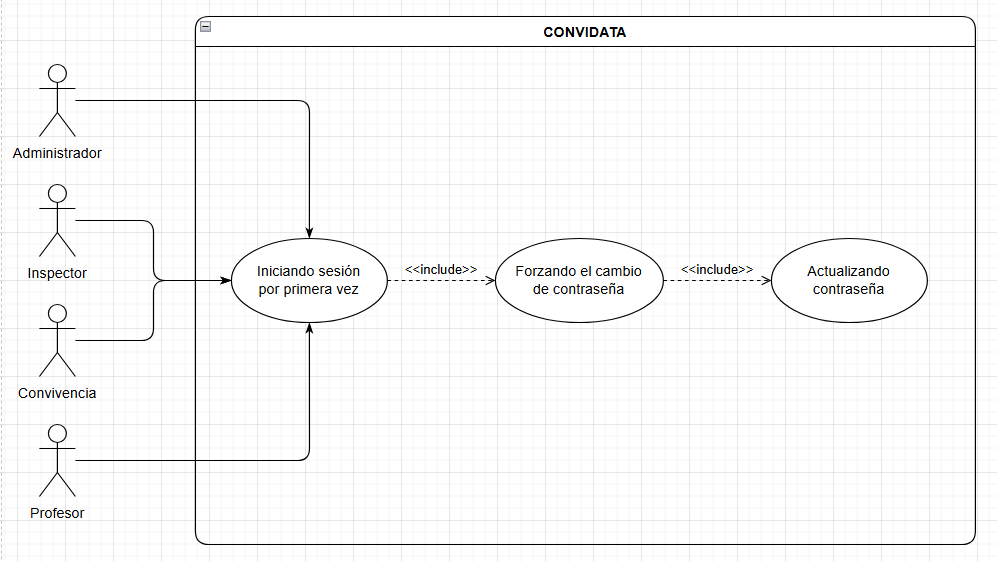 CONVIDATA
Administrador
Inspector
Convivencia
Profesor
Iniciando sesión
por primera vez
<<include>>
Forzando el cambio
de contraseña
<<include>>
Actualizando
contraseña